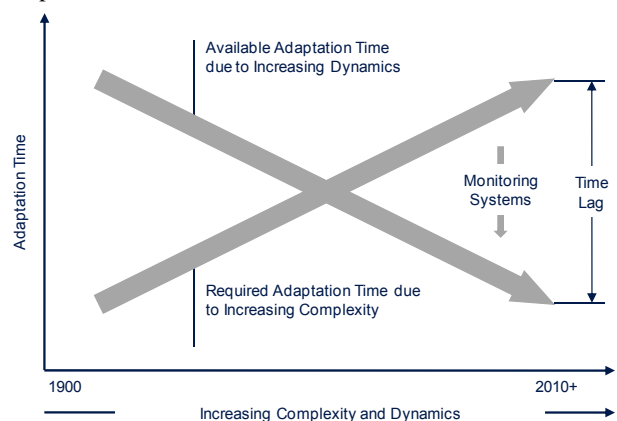 Available Adaptation Time
due to Increasing Dynamics
Adaptation Time
Monitoring
Systems
Time
Lag
Required Adaptation Time due
to Increasing Complexity
1900
2010+
Increasing Complexity and Dynamics